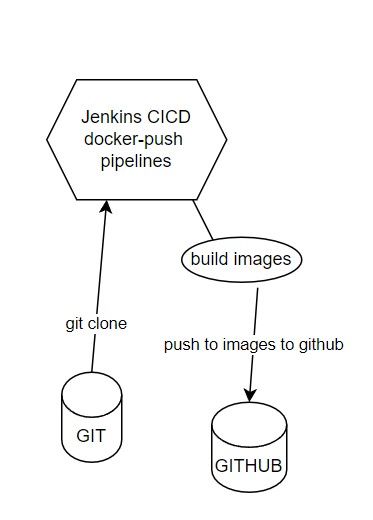 Jenkins CICD
docker-push
pipelines
build images
git clone
push to images to github
GIT
GITHUB